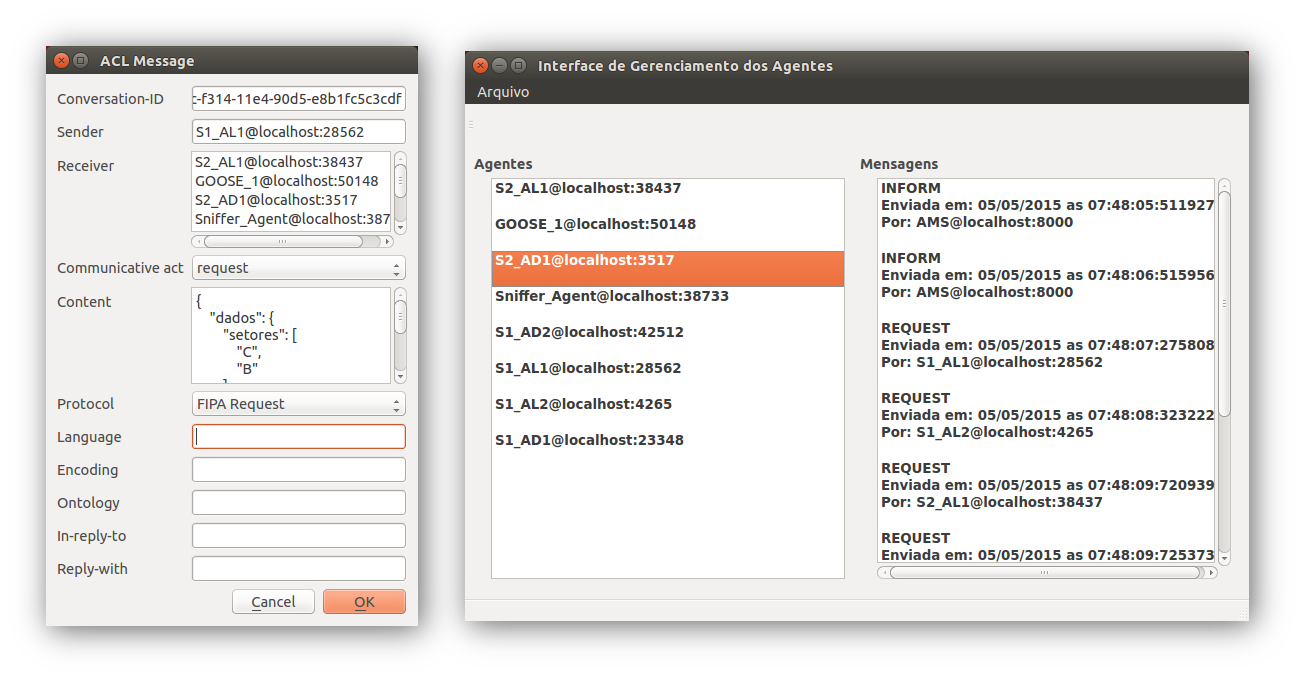 ACL Message
Conversation-ID
:-f314-11e4-90d5-e8b1fc5c3cdf
Sender
S1_AL1@localhost:28562
Receiver
S2_AL1@localhost:38437
GOOSE_1@localhost:50148
S2_AD1@localhost:3517
Sniffer_Agent@localhost:387
Communicative act
request
Content
{
"dados": {
"setores": [
"C",
"B"
Protocol
FIPA Request
Language
Encoding
Ontology
In-reply-to
Reply-with
Cancel
OK
Interface de Gerenciamento dos Agentes
Arquivo
Agentes
S2_AL1@localhost:38437
GOOSE_1@localhost:50148
S2_AD1@localhost:3517
Sniffer_Agent@localhost:38733
S1_AD2@localhost:42512
S1_AL1@localhost:28562
S1_AL2@localhost:4265
S1_AD1@localhost:23348
Mensagens
INFORM
Enviada em: 05/05/2015 as 07:48:05:511927
Por: AMS@localhost:8000
INFORM
Enviada em: 05/05/2015 as 07:48:06:515956
Por: AMS@localhost:8000
REQUEST
Enviada em: 05/05/2015 as 07:48:07:275808
Por: S1_AL1@localhost:28562
REQUEST
Enviada em: 05/05/2015 as 07:48:08:323222
Por: S1_AL2@localhost:4265
REQUEST
Enviada em: 05/05/2015 as 07:48:09:720939
Por: S2_AL1@localhost:38437
REQUEST
Enviada em: 05/05/2015 as 07:48:09:725373